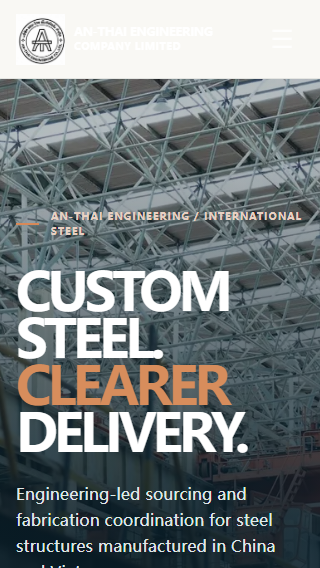 AN-THAI ENGINEERING
COMPANY LIMITED
AN-THAI ENGINEERING / INTERNATIONAL
STEEL
CUSTOM
STEEL.
CLEARER
DELIVERY.
Engineering-led sourcing and
fabrication coordination for steel
structures manufactured in China